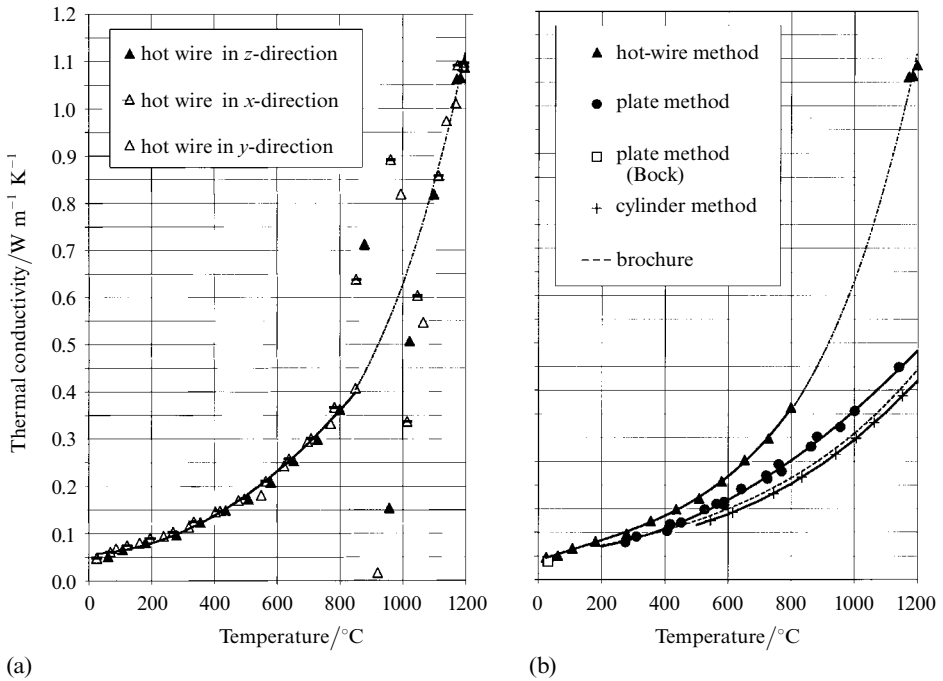 1.2
1.1
1.0
0.9
0.8
0.7
0.6
0.5
0.4
0.3
0.2
0.1
0.0
Thermal conductivity/W m⁻¹ K⁻¹
hot wire in z-direction
hot wire in x-direction
hot wire in y-direction
0 200 400 600 800 1000 1200
Temperature/°C
(a)
hot-wire method
plate method
plate method
(Bock)
cylinder method
brochure
0 200 400 600 800 1000 1200
Temperature/°C
(b)